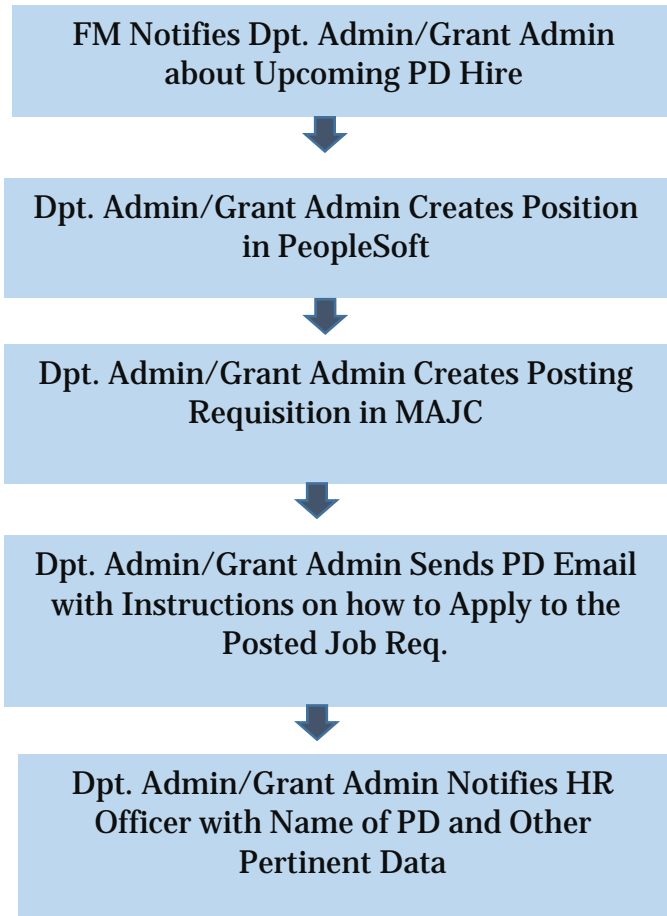 FM Notifies Dpt. Admin/Grant Admin
about Upcoming PD Hire
Dpt. Admin/Grant Admin Creates Position
in PeopleSoft
Dpt. Admin/Grant Admin Creates Posting
Requisition in MAJC
Dpt. Admin/Grant Admin Sends PD Email
with Instructions on how to Apply to the
Posted Job Req.
Dpt. Admin/Grant Admin Notifies HR
Officer with Name of PD and Other
Pertinent Data